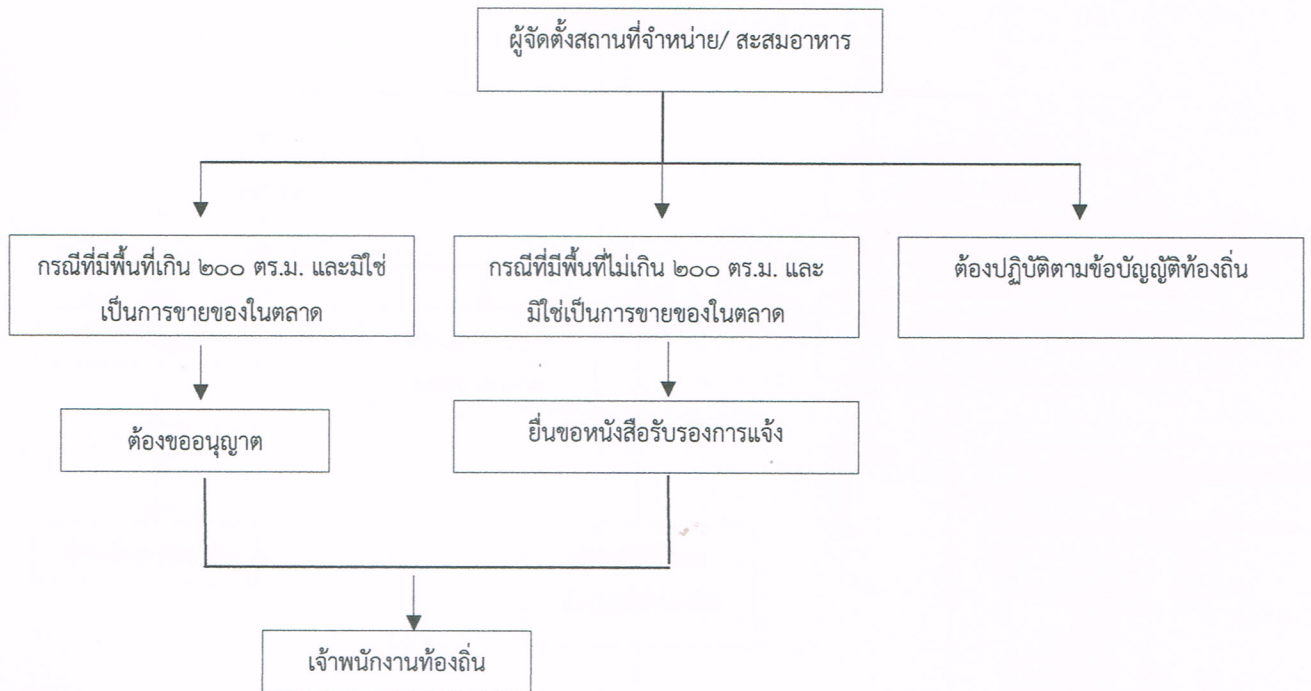 ผู้จัดตั้งสถานที่จำหน่าย/ สะสมอาหาร
กรณีที่มีพื้นที่เกิน ๒๐๐ ตร.ม. และมิใช่
เป็นการขายของในตลาด
กรณีที่มีพื้นที่ไม่เกิน ๒๐๐ ตร.ม. และ
มิใช่เป็นการขายของในตลาด
ต้องปฏิบัติตามข้อบัญญัติท้องถิ่น
ต้องขออนุญาต
ยื่นขอหนังสือรับรองการแจ้ง
เจ้าพนักงานท้องถิ่น